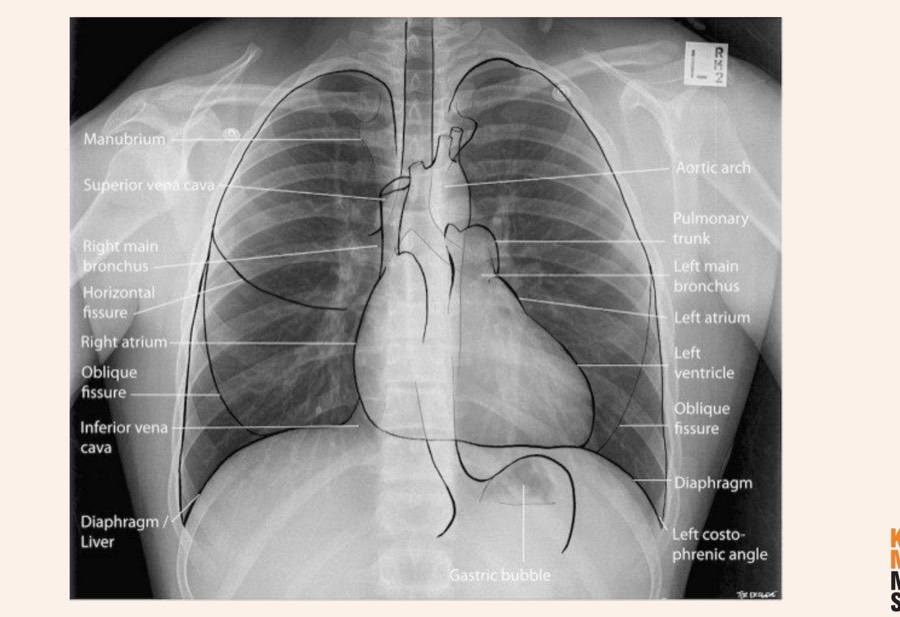 R
M
2
L
Manubrium
Superior vena cava
Right main
bronchus
Horizontal
fissure
Right atrium
Oblique
fissure
Inferior vena
cava
Diaphragm /
Liver
Aortic arch
Pulmonary
trunk
Left main
bronchus
Left atrium
Left
ventricle
Oblique
fissure
Diaphragm
Left costo-
phrenic angle
Gastric bubble
K
M
M
S